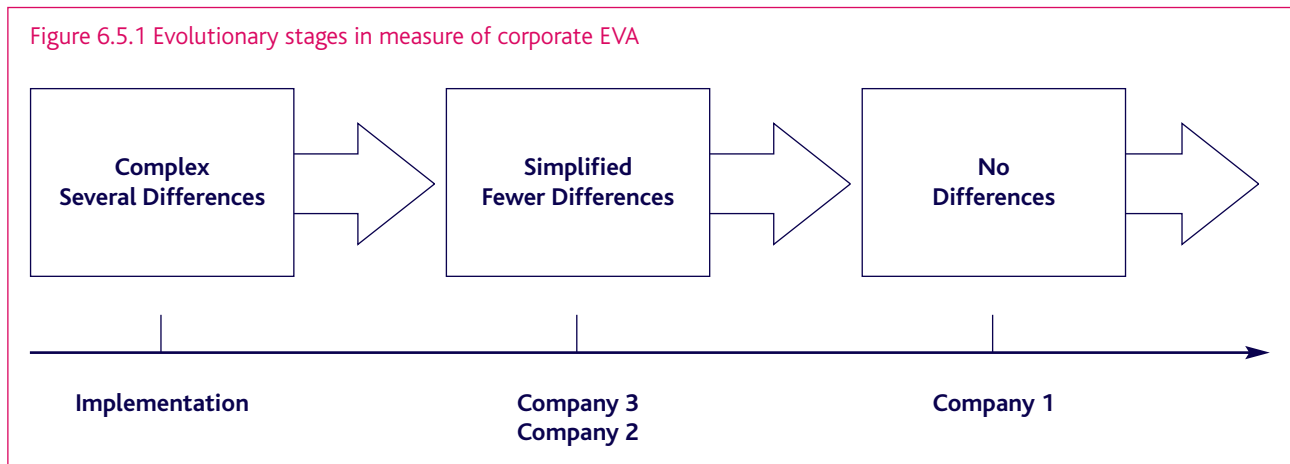 Figure 6.5.1 Evolutionary stages in measure of corporate EVA
Complex
Several Differences
Simplified
Fewer Differences
No
Differences
Implementation
Company 3
Company 2
Company 1